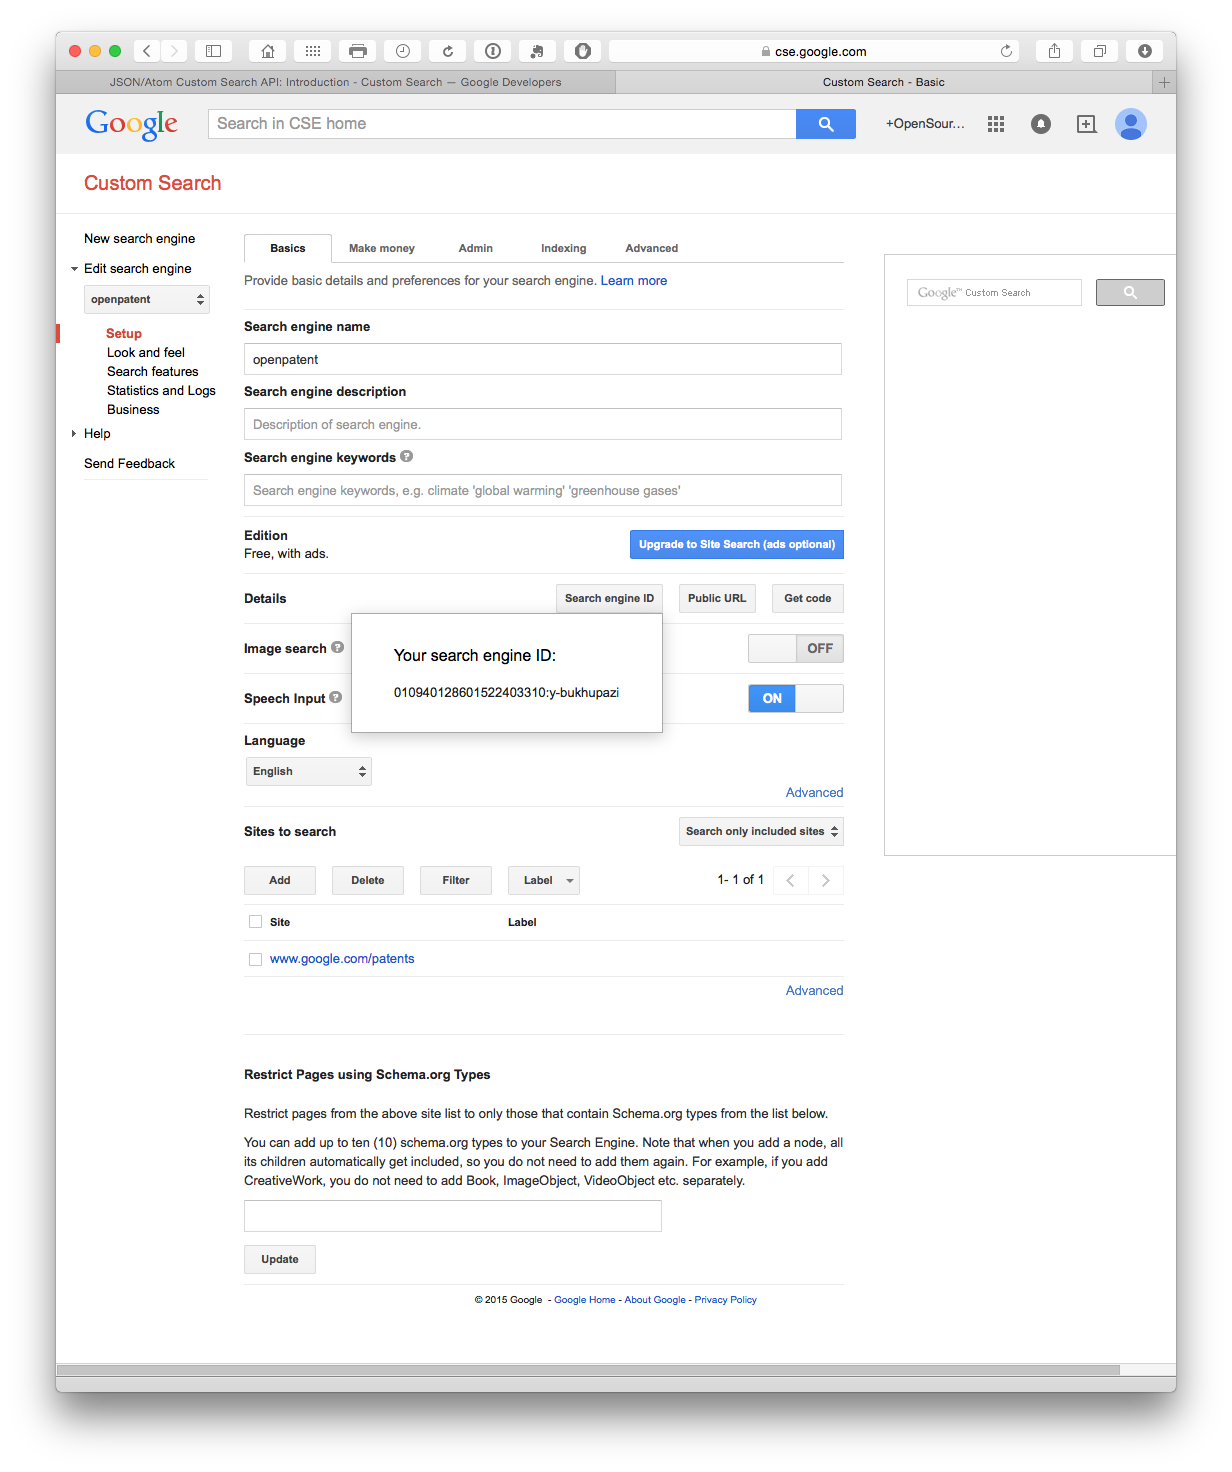 cse.google.com
JSON/Atom Custom Search API: Introduction - Custom Search — Google Developers
Custom Search - Basic
Google
Search in CSE home
+OpenSour...
Custom Search
New search engine
Edit search engine
openpatent
Setup
Look and feel
Search features
Statistics and Logs
Business
Help
Send Feedback
Basics
Make money
Admin
Indexing
Advanced
Provide basic details and preferences for your search engine. Learn more
Search engine name
openpatent
Search engine description
Description of search engine.
Search engine keywords ?
Search engine keywords, e.g. climate 'global warming' 'greenhouse gases'
Edition
Free, with ads.
Upgrade to Site Search (ads optional)
Details
Search engine ID
Public URL
Get code
Your search engine ID:
010940128601522403310:y-bukhupazi
Image search ?
OFF
Speech Input ?
ON
Language
English
Advanced
Sites to search
Search only included sites
Add
Delete
Filter
Label
1- 1 of 1
Site
Label
www.google.com/patents
Advanced
Restrict Pages using Schema.org Types
Restrict pages from the above site list to only those that contain Schema.org types from the list below.
You can add up to ten (10) schema.org types to your Search Engine. Note that when you add a node, all
its children automatically get included, so you do not need to add them again. For example, if you add
CreativeWork, you do not need to add Book, ImageObject, VideoObject etc. separately.
Update
© 2015 Google - Google Home - About Google - Privacy Policy
Google™ Custom Search